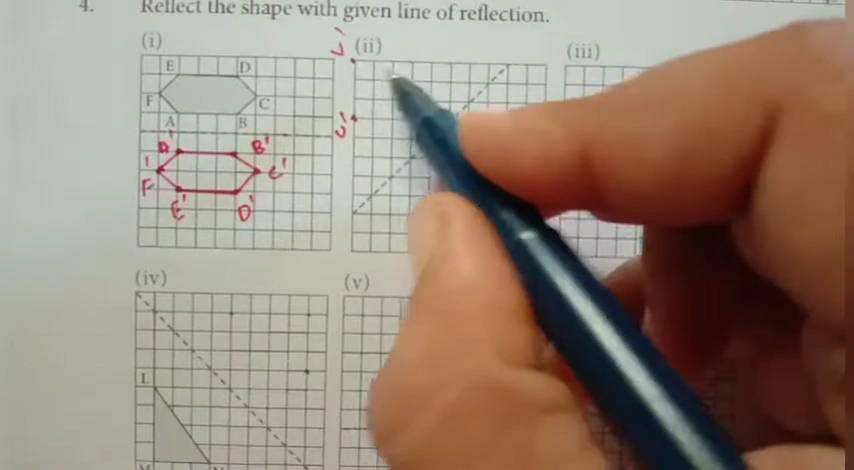 4. Reflect the shape with given line of reflection.
(i) (ii) (iii)
E D
F C
A B
A' B'
F' C'
E' D'
(iv) (v)
L